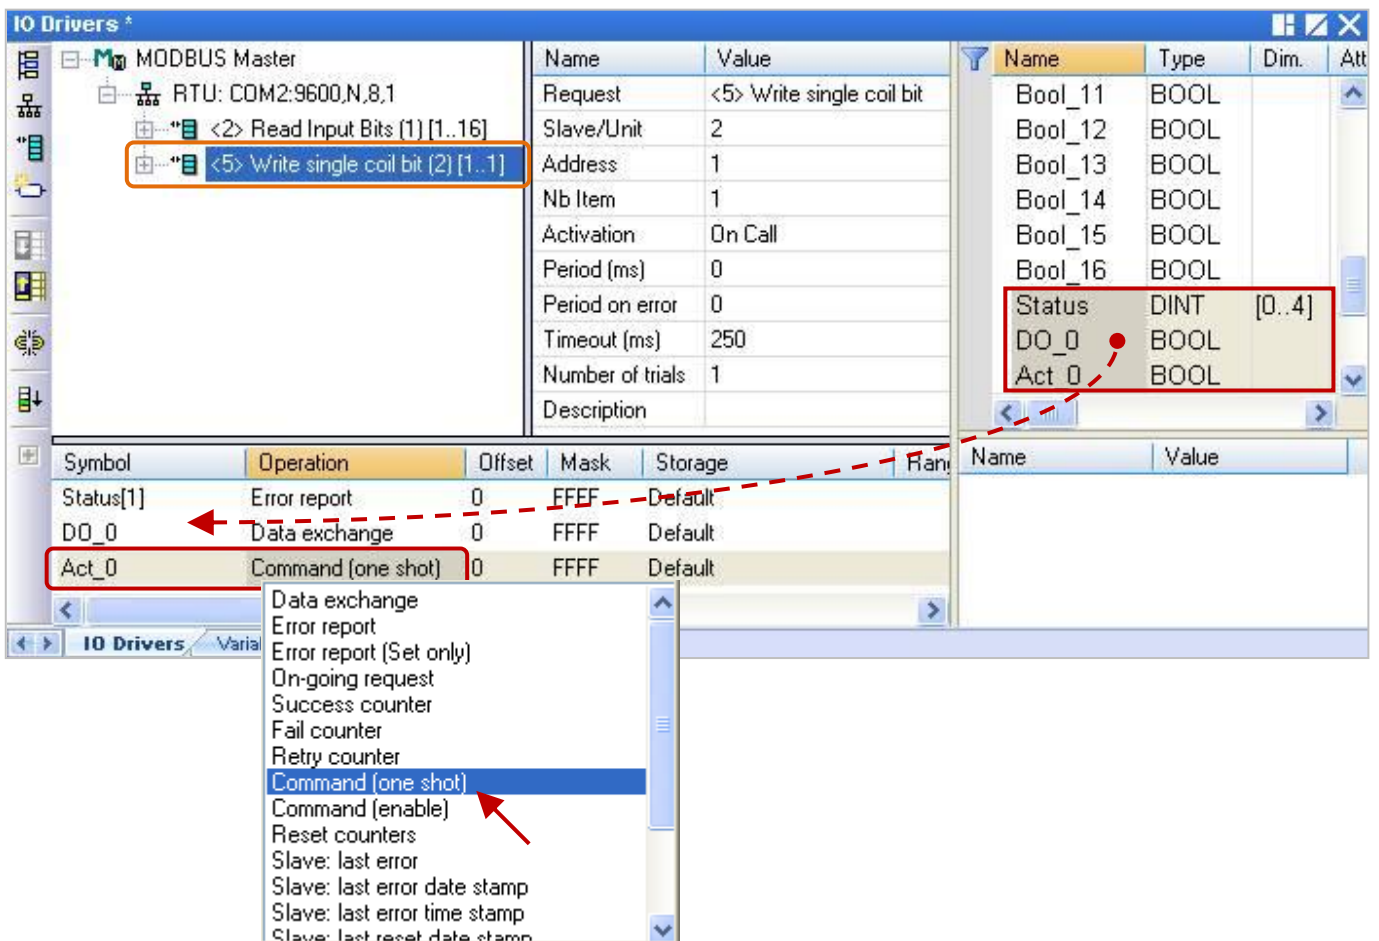 IO Drivers *
MODBUS Master
RTU: COM2:9600,N,8,1
<2> Read Input Bits (1) [1..16]
<5> Write single coil bit (2) [1..1]
Name Value
Request <5> Write single coil bit
Slave/Unit 2
Address 1
Nb Item 1
Activation On Call
Period (ms) 0
Period on error 0
Timeout (ms) 250
Number of trials 1
Description
Name Type Dim. Att
Bool_11 BOOL
Bool_12 BOOL
Bool_13 BOOL
Bool_14 BOOL
Bool_15 BOOL
Bool_16 BOOL
Status DINT [0..4]
DO_0 BOOL
Act_0 BOOL
Symbol Operation Offset Mask Storage Rang
Status[1] Error report 0 FFFF Default
DO_0 Data exchange 0 FFFF Default
Act_0 Command (one shot) 0 FFFF Default
Name Value
IO Drivers Varial
Data exchange
Error report
Error report (Set only)
On-going request
Success counter
Fail counter
Retry counter
Command (one shot)
Command (enable)
Reset counters
Slave: last error
Slave: last error date stamp
Slave: last error time stamp
Slave: last reset date stamp